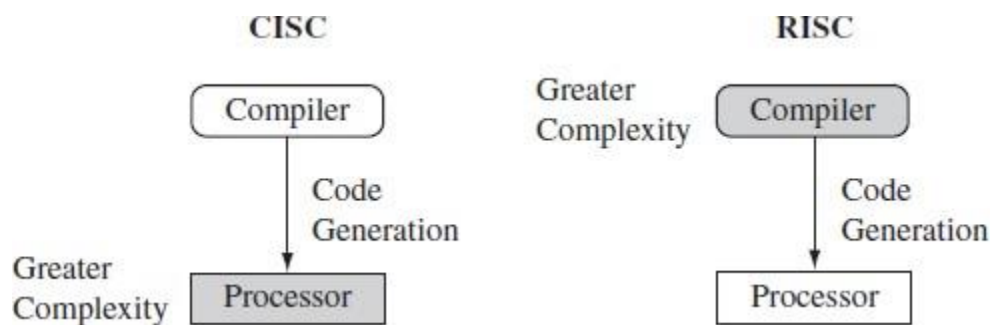 CISC
Compiler
Code
Generation
Greater
Complexity
Processor
RISC
Greater
Complexity
Compiler
Code
Generation
Processor